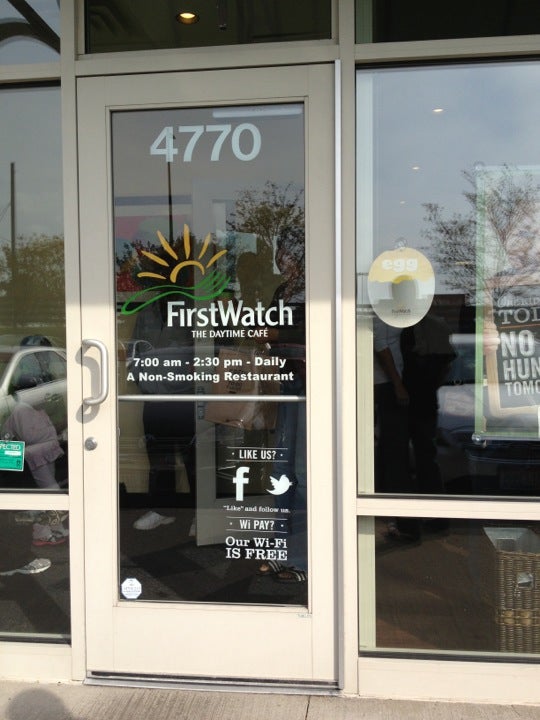 4770
FirstWatch
THE DAYTIME CAFÉ
7:00 am - 2:30 pm - Daily
A Non-Smoking Restaurant
LIKE US?
f
"Like" and follow us.
Wi PAY?
Our Wi-Fi
IS FREE
egg
NO